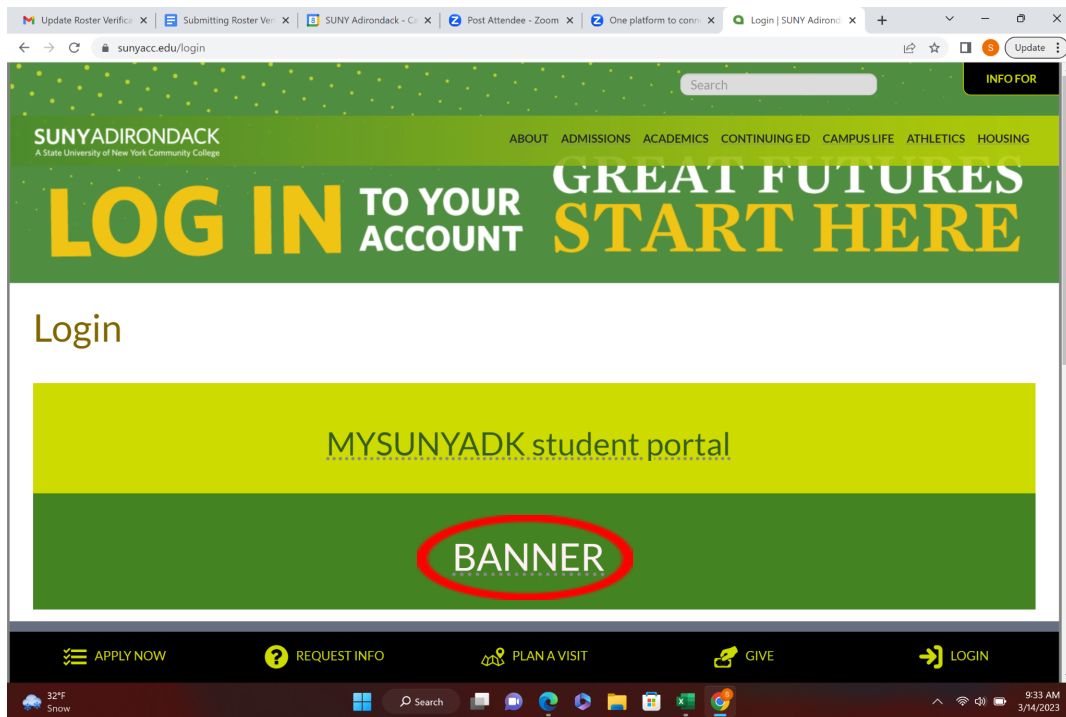 Update Roster Verifica
Submitting Roster Veri
SUNY Adirondack - Ca
Post Attendee - Zoom
One platform to conn
Login | SUNY Adirond
sunyacc.edu/login
S
Update
Search
INFO FOR
SUNYADIRONDACK
A State University of New York Community College
ABOUT ADMISSIONS ACADEMICS CONTINUING ED CAMPUS LIFE ATHLETICS HOUSING
LOG IN TO YOUR ACCOUNT
GREAT FUTURES
START HERE
Login
MYSUNYADK student portal
BANNER
APPLY NOW
REQUEST INFO
PLAN A VISIT
GIVE
LOGIN
32°F
Snow
Search
9:33 AM
3/14/2023